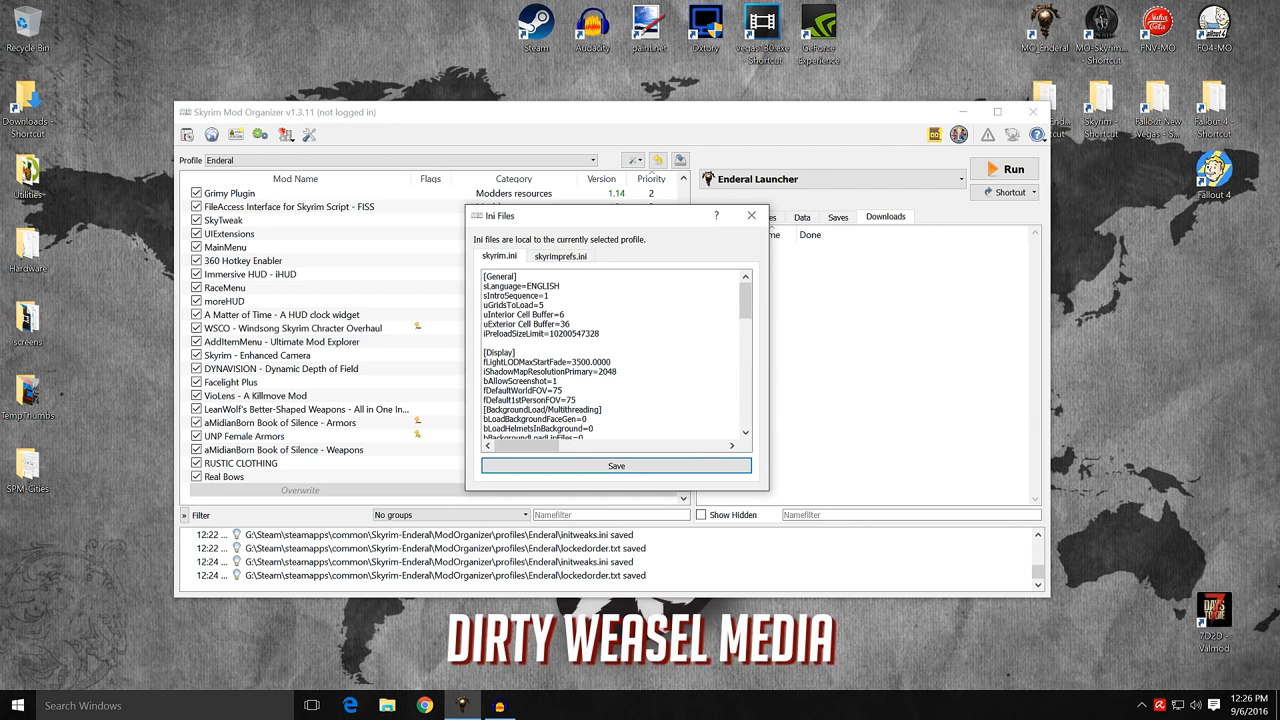 Recycle Bin
Steam
Audacity
paint.net
Dxtory
vegas130.exe
- Shortcut
GeForce
Experience
MO_Enderal
MO-Skyrim...
- Shortcut
FNV-MO
FO4-MO
Downloads -
Shortcut
Skyrim -
Shortcut
Fallout New
Vegas - S...
Fallout 4 -
Shortcut
Utilities
Fallout 4
Hardware
screens
TempThumbs
SPM-Cities
7D2D -
Valmod
Skyrim Mod Organizer v1.3.11 (not logged in)
Profile Enderal
Mod Name Flags Category Version Priority
Grimy Plugin Modders resources 1.14 2
FileAccess Interface for Skyrim Script - FISS
SkyTweak
UIExtensions
MainMenu
360 Hotkey Enabler
Immersive HUD - iHUD
RaceMenu
moreHUD
A Matter of Time - A HUD clock widget
WSCO - Windsong Skyrim Chracter Overhaul
AddItemMenu - Ultimate Mod Explorer
Skyrim - Enhanced Camera
DYNAVISION - Dynamic Depth of Field
Facelight Plus
VioLens - A Killmove Mod
LeanWolf's Better-Shaped Weapons - All in One In...
aMidianBorn Book of Silence - Armors
UNP Female Armors
aMidianBorn Book of Silence - Weapons
RUSTIC CLOTHING
Real Bows
Overwrite
Filter No groups Namefilter
Enderal Launcher
Run
Shortcut
Data Saves Downloads
Done
Show Hidden Namefilter
Ini Files
?
Ini files are local to the currently selected profile.
skyrim.ini skyrimprefs.ini
[General]
sLanguage=ENGLISH
sIntroSequence=1
uGridsToLoad=5
uInterior Cell Buffer=6
uExterior Cell Buffer=36
iPreloadSizeLimit=10200547328
[Display]
fLightLODMaxStartFade=3500.0000
iShadowMapResolutionPrimary=2048
bAllowScreenshot=1
fDefaultWorldFOV=75
fDefault1stPersonFOV=75
[BackgroundLoad/Multithreading]
bLoadBackgroundFaceGen=0
bLoadHelmetsInBackground=0
bBackgroundLoadLipFiles=0
Save
12:22 ... G:\Steam\steamapps\common\Skyrim-Enderal\ModOrganizer\profiles\Enderal\initweaks.ini saved
12:22 ... G:\Steam\steamapps\common\Skyrim-Enderal\ModOrganizer\profiles\Enderal\lockedorder.txt saved
12:24 ... G:\Steam\steamapps\common\Skyrim-Enderal\ModOrganizer\profiles\Enderal\initweaks.ini saved
12:24 ... G:\Steam\steamapps\common\Skyrim-Enderal\ModOrganizer\profiles\Enderal\lockedorder.txt saved
DIRTY WEASEL MEDIA
Search Windows
12:26 PM
9/6/2016